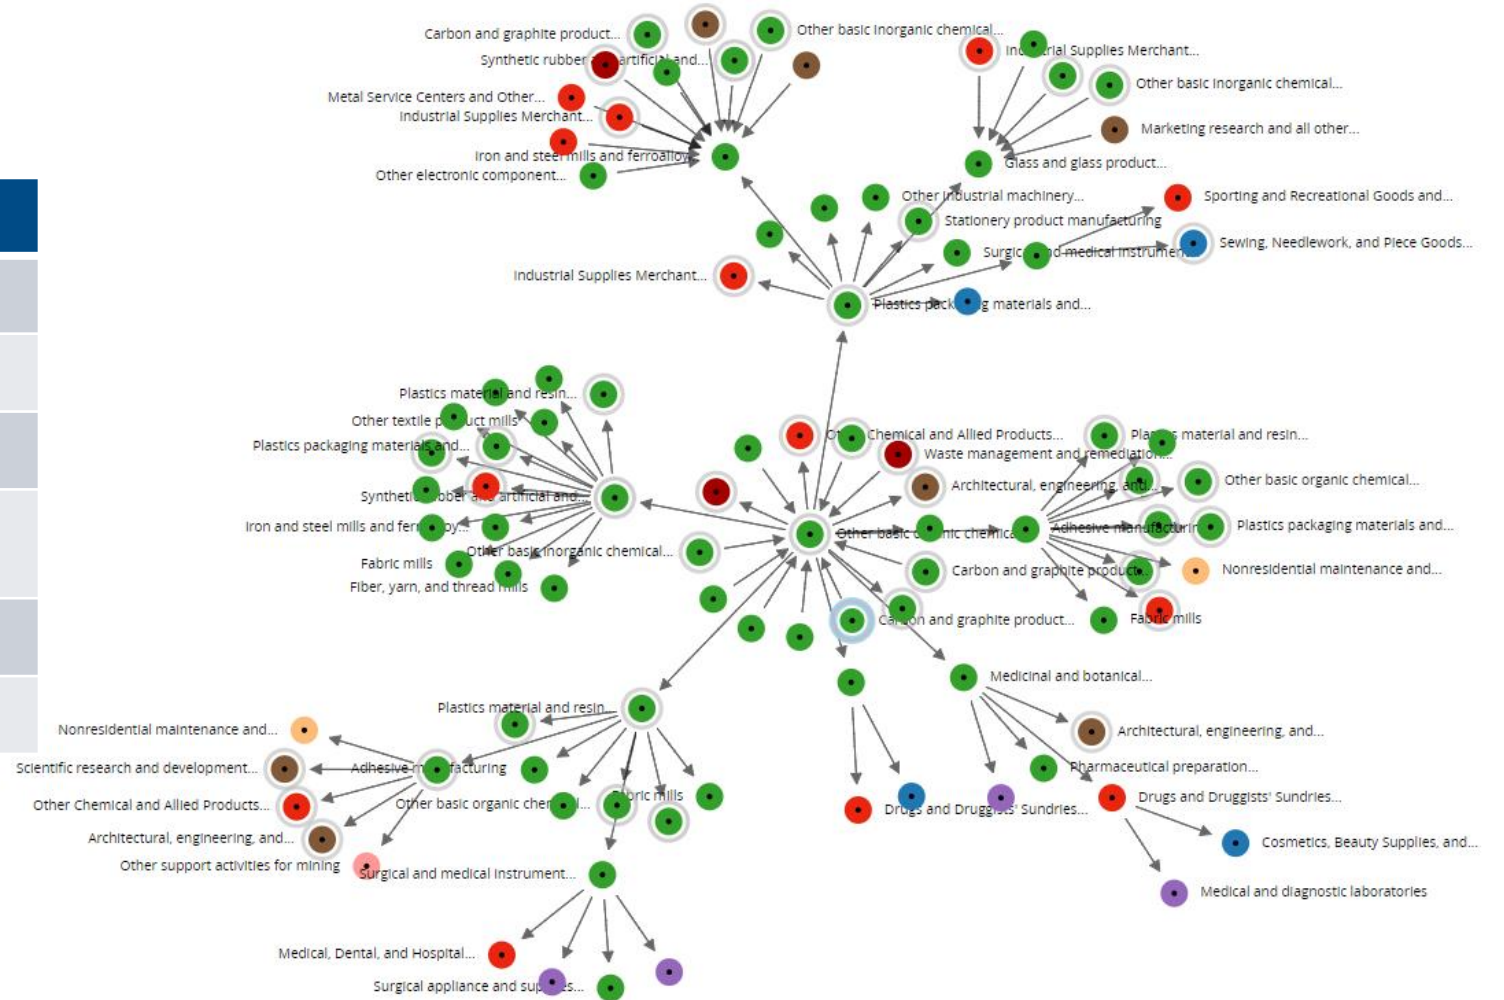 Carbon and graphite product...
Other basic inorganic chemical...
Synthetic rubber and artificial and...
Industrial Supplies Merchant...
Other basic inorganic chemical...
Metal Service Centers and Other...
Industrial Supplies Merchant...
Marketing research and all other...
Iron and steel mills and ferroalloy...
Glass and glass product...
Other electronic component...
Other industrial machinery...
Sporting and Recreational Goods and...
Stationery product manufacturing
Sewing, Needlework, and Piece Goods...
Surgical and medical instrument...
Industrial Supplies Merchant...
Plastics packaging materials and...
Plastics material and resin...
Other textile product mills
Plastics packaging materials and...
Other Chemical and Allied Products...
Plastics material and resin...
Waste management and remediation...
Other basic organic chemical...
Architectural, engineering, and...
Synthetic rubber and artificial and...
Iron and steel mills and ferroalloy...
Other basic organic chemical...
Adhesive manufacturing
Plastics packaging materials and...
Other basic inorganic chemical...
Fabric mills
Carbon and graphite product...
Nonresidential maintenance and...
Fiber, yarn, and thread mills
Carbon and graphite product...
Fabric mills
Medicinal and botanical...
Plastics material and resin...
Nonresidential maintenance and...
Architectural, engineering, and...
Scientific research and development...
Adhesive manufacturing
Pharmaceutical preparation...
Other Chemical and Allied Products...
Other basic organic chemical...
Fabric mills
Drugs and Druggists' Sundries...
Drugs and Druggists' Sundries...
Architectural, engineering, and...
Cosmetics, Beauty Supplies, and...
Other support activities for mining
Surgical and medical instrument...
Medical and diagnostic laboratories
Medical, Dental, and Hospital...
Surgical appliance and supplies...